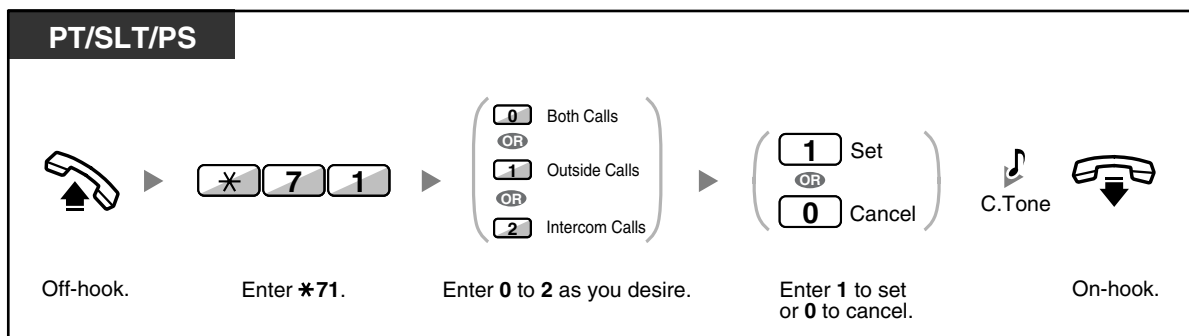 PT/SLT/PS
0 Both Calls
OR
1 Outside Calls
OR
2 Intercom Calls
* 7 1
1 Set
OR
0 Cancel
C.Tone
Off-hook.
Enter *71.
Enter 0 to 2 as you desire.
Enter 1 to set
or 0 to cancel.
On-hook.